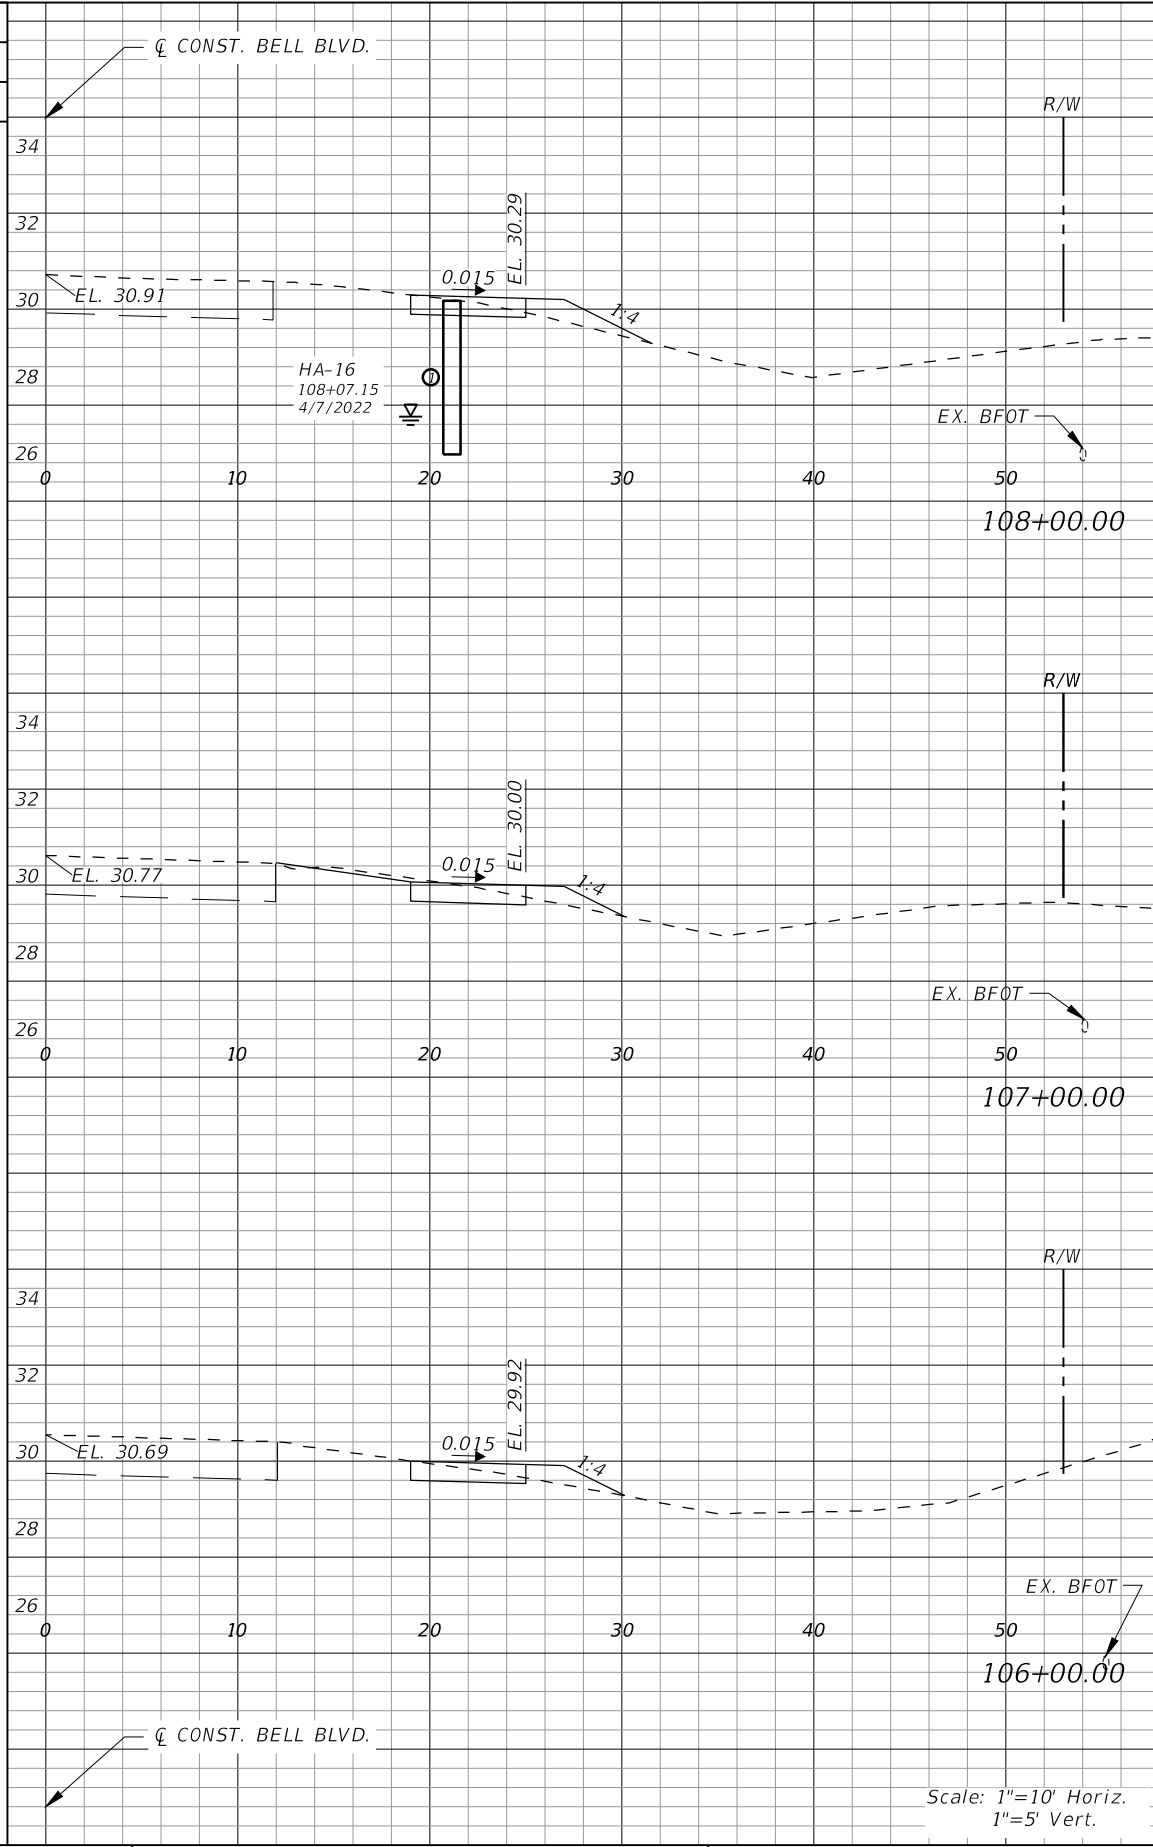 ℄ CONST. BELL BLVD.
R/W
34
32
EL. 30.29
0.015
30
EL. 30.91
1:4
HA-16
28
1
108+07.15
4/7/2022
EX. BFOT
26
0 10 20 30 40 50
108+00.00
R/W
34
32
EL. 30.00
0.015
30
EL. 30.77
1:4
28
EX. BFOT
26
0 10 20 30 40 50
107+00.00
R/W
34
32
EL. 29.92
0.015
30
EL. 30.69
1:4
28
EX. BFOT
26
0 10 20 30 40 50
106+00.00
℄ CONST. BELL BLVD.
Scale: 1"=10' Horiz.
1"=5' Vert.